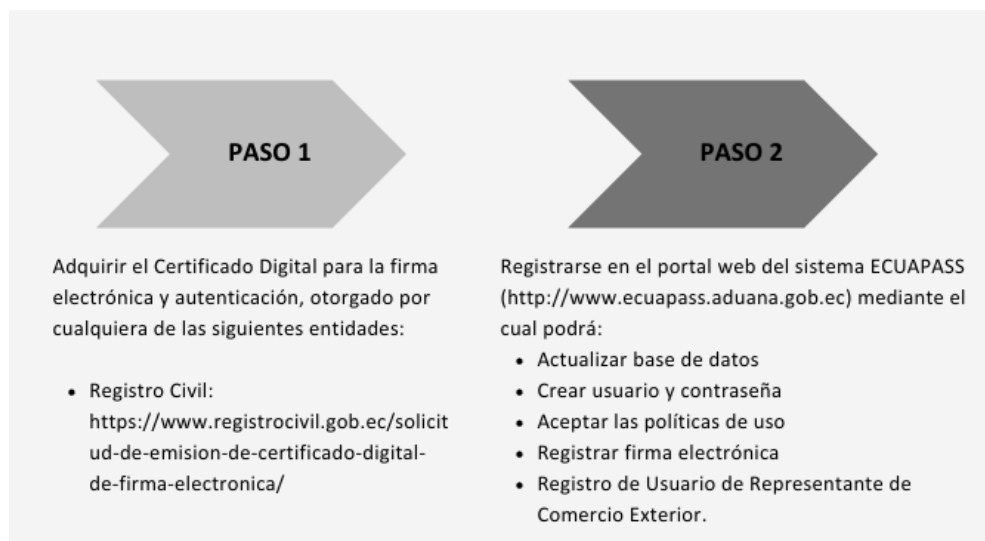 PASO 1
Adquirir el Certificado Digital para la firma
electrónica y autenticación, otorgado por
cualquiera de las siguientes entidades:
• Registro Civil:
https://www.registrocivil.gob.ec/solicit
ud-de-emision-de-certificado-digital-
de-firma-electronica/
PASO 2
Registrarse en el portal web del sistema ECUAPASS
(http://www.ecuapass.aduana.gob.ec) mediante el
cual podrá:
• Actualizar base de datos
• Crear usuario y contraseña
• Aceptar las políticas de uso
• Registrar firma electrónica
• Registro de Usuario de Representante de
Comercio Exterior.